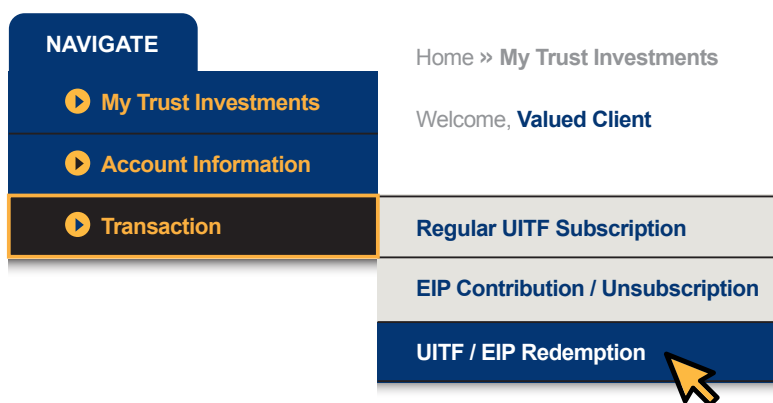 NAVIGATE
My Trust Investments
Account Information
Transaction
Home » My Trust Investments
Welcome, Valued Client
Regular UITF Subscription
EIP Contribution / Unsubscription
UITF / EIP Redemption